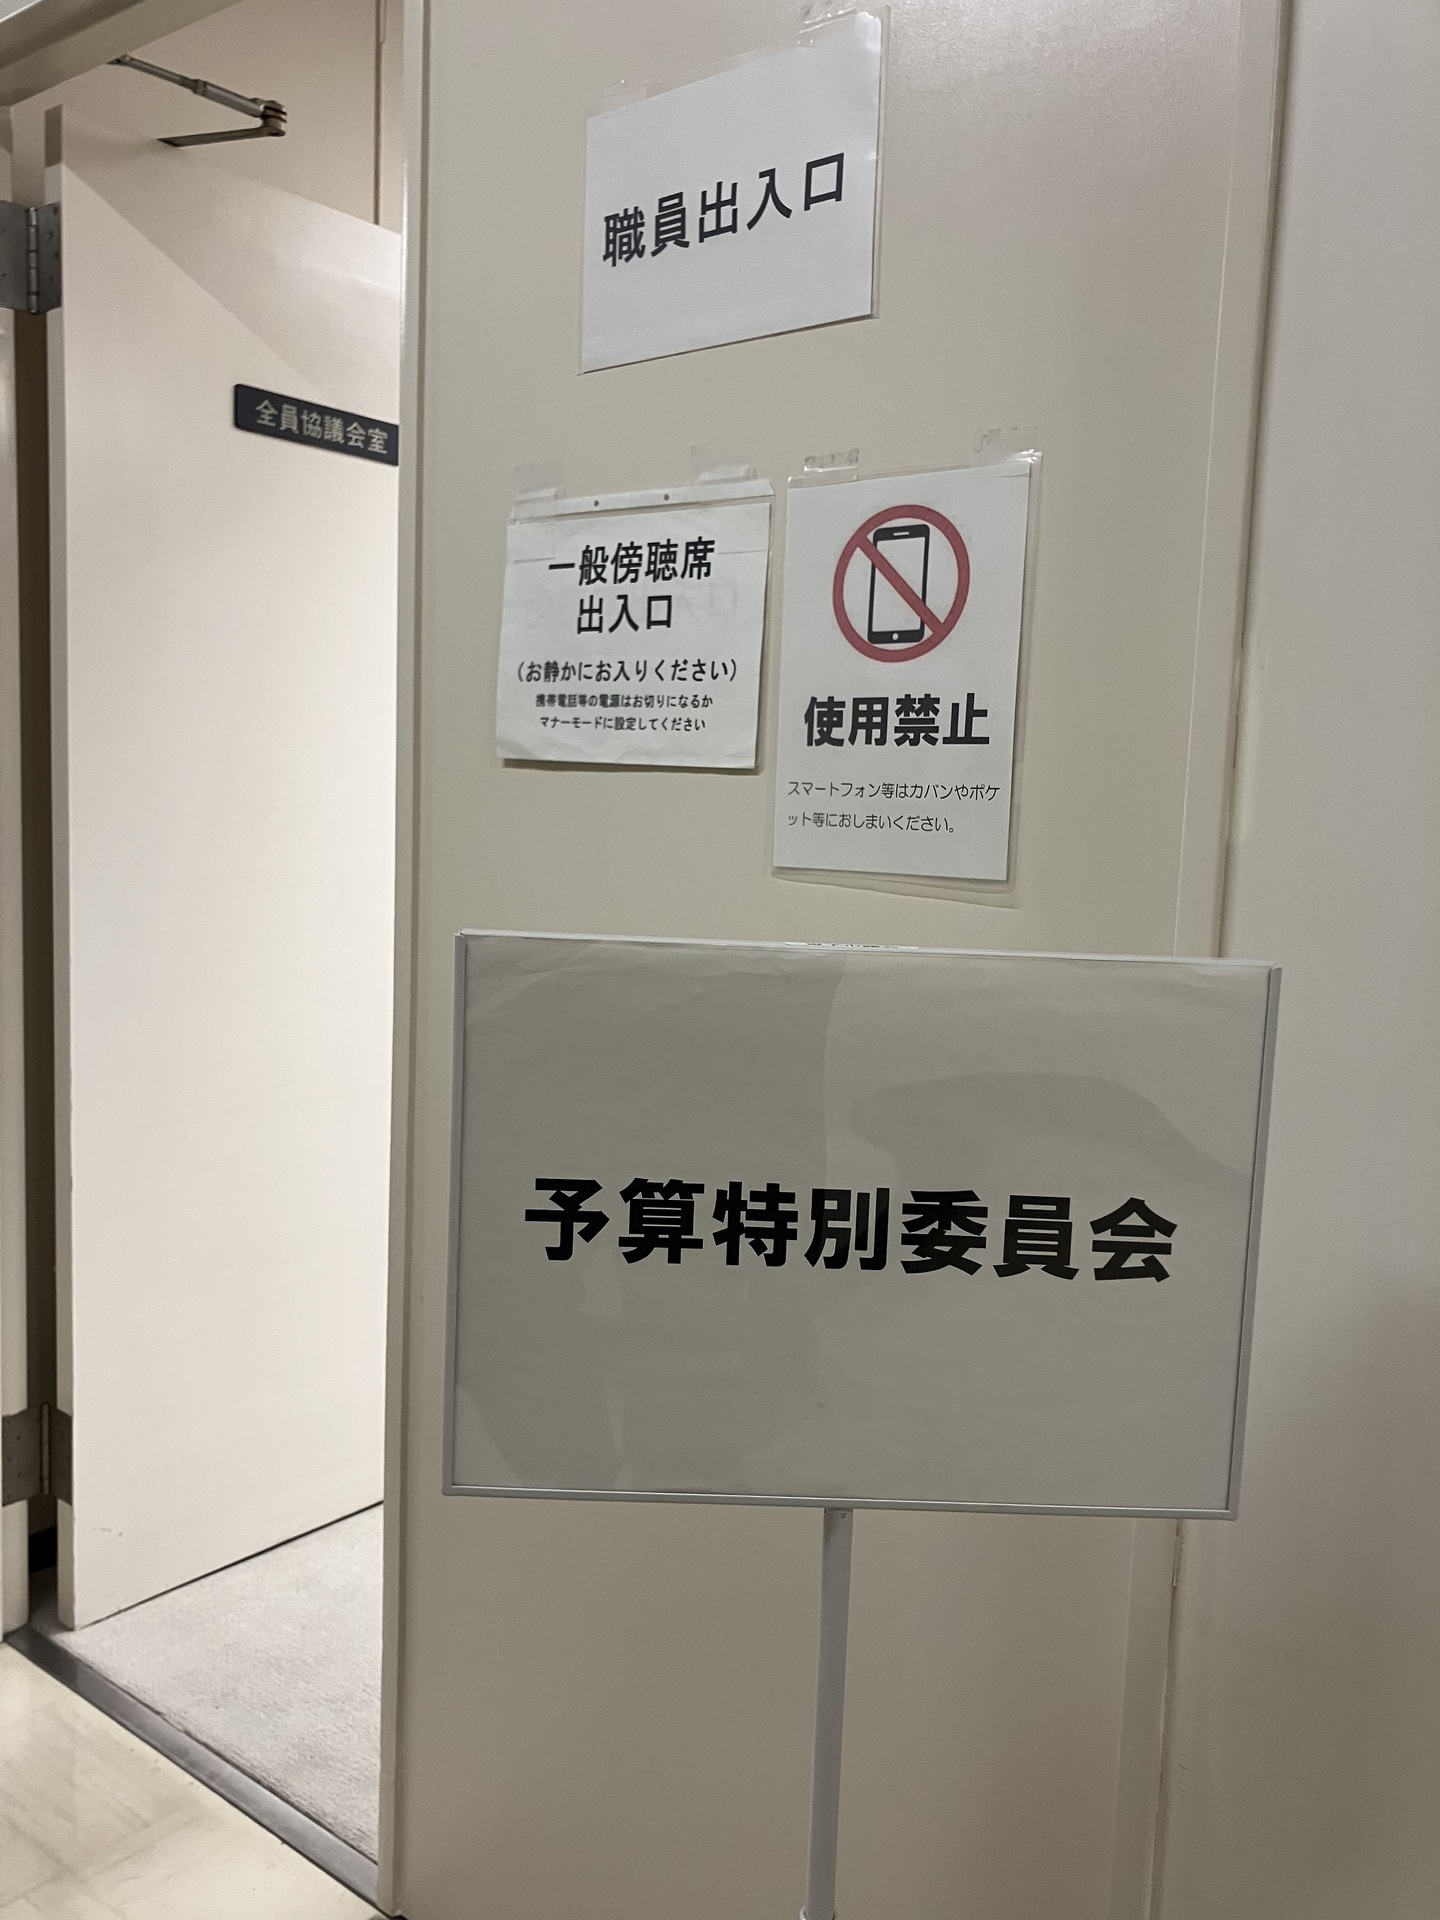 職員出入口
全員協議会室
一般傍聴席
出入口
（お静かにお入りください）
携帯電話等の電源はお切りになるか
マナーモードに設定してください
使用禁止
スマートフォン等はカバンやポケ
ット等におしまいください。
予算特別委員会